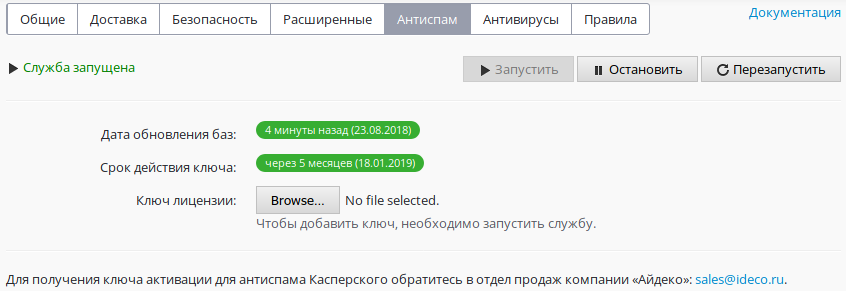 Общие Доставка Безопасность Расширенные Антиспам Антивирусы Правила Документация
Служба запущена Запустить Остановить Перезапустить
Дата обновления баз: 4 минуты назад (23.08.2018)
Срок действия ключа: через 5 месяцев (18.01.2019)
Ключ лицензии: Browse... No file selected.
Чтобы добавить ключ, необходимо запустить службу.
Для получения ключа активации для антиспама Касперского обратитесь в отдел продаж компании «Айдеко»: sales@ideco.ru.